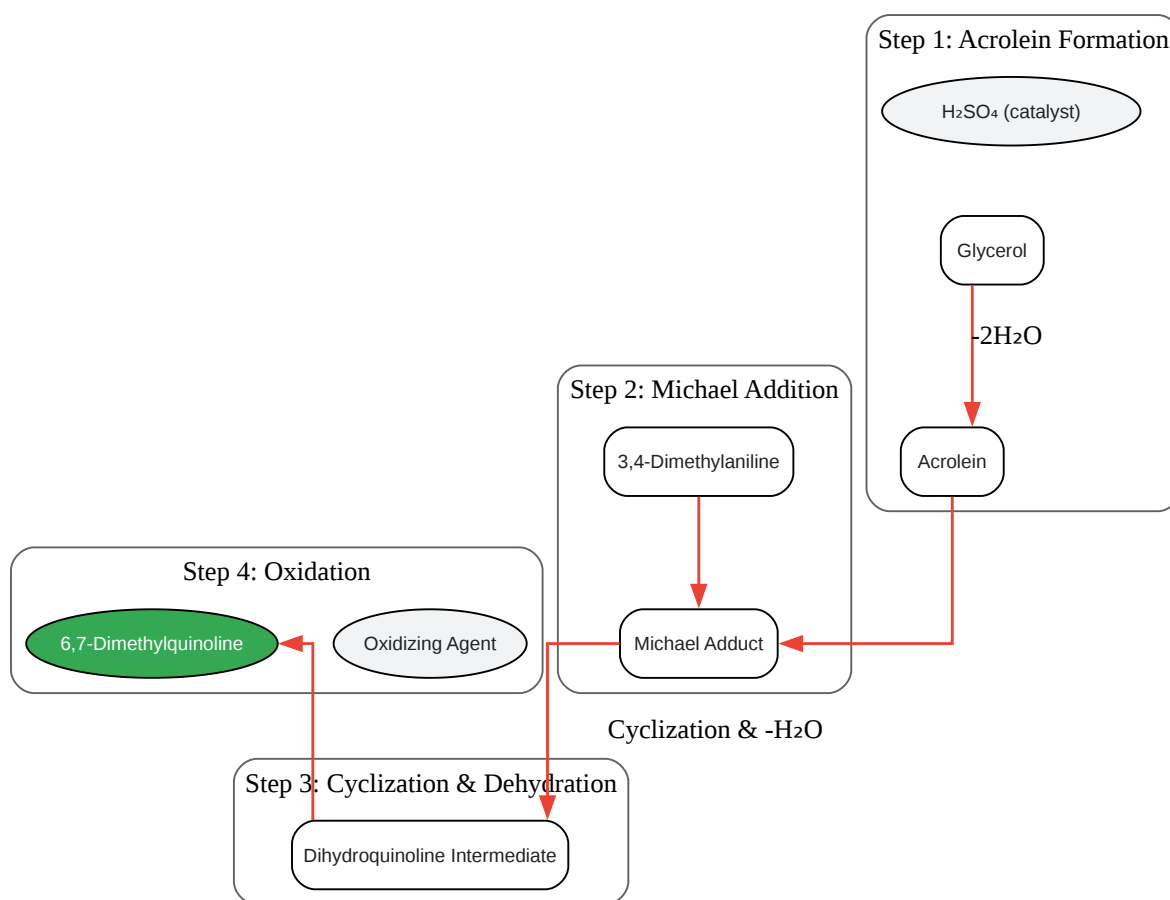 Step 1: Acrolein Formation
H₂SO₄ (catalyst)
Glycerol
-2H₂O
Acrolein
Step 2: Michael Addition
3,4-Dimethylaniline
Michael Adduct
Cyclization & -H₂O
Step 3: Cyclization & Dehydration
Dihydroquinoline Intermediate
Step 4: Oxidation
6,7-Dimethylquinoline
Oxidizing Agent